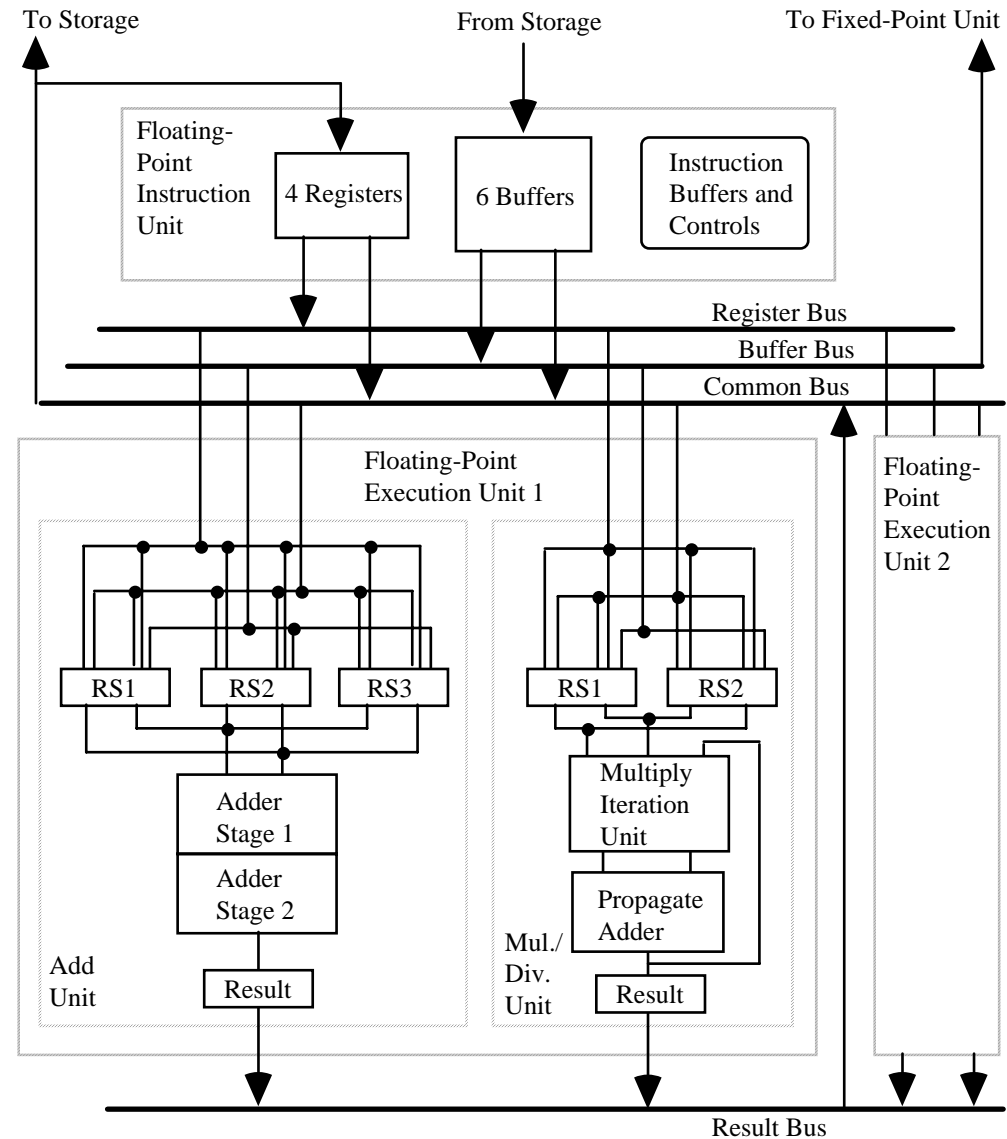 To Storage
From Storage
To Fixed-Point Unit
Floating-
Point
Instruction
Unit
4 Registers
6 Buffers
Instruction
Buffers and
Controls
Register Bus
Buffer Bus
Common Bus
Floating-Point
Execution Unit 1
Floating-
Point
Execution
Unit 2
RS1
RS2
RS3
RS1
RS2
Adder
Stage 1
Adder
Stage 2
Multiply
Iteration
Unit
Propagate
Adder
Add
Unit
Result
Mul./
Div.
Unit
Result
Result Bus